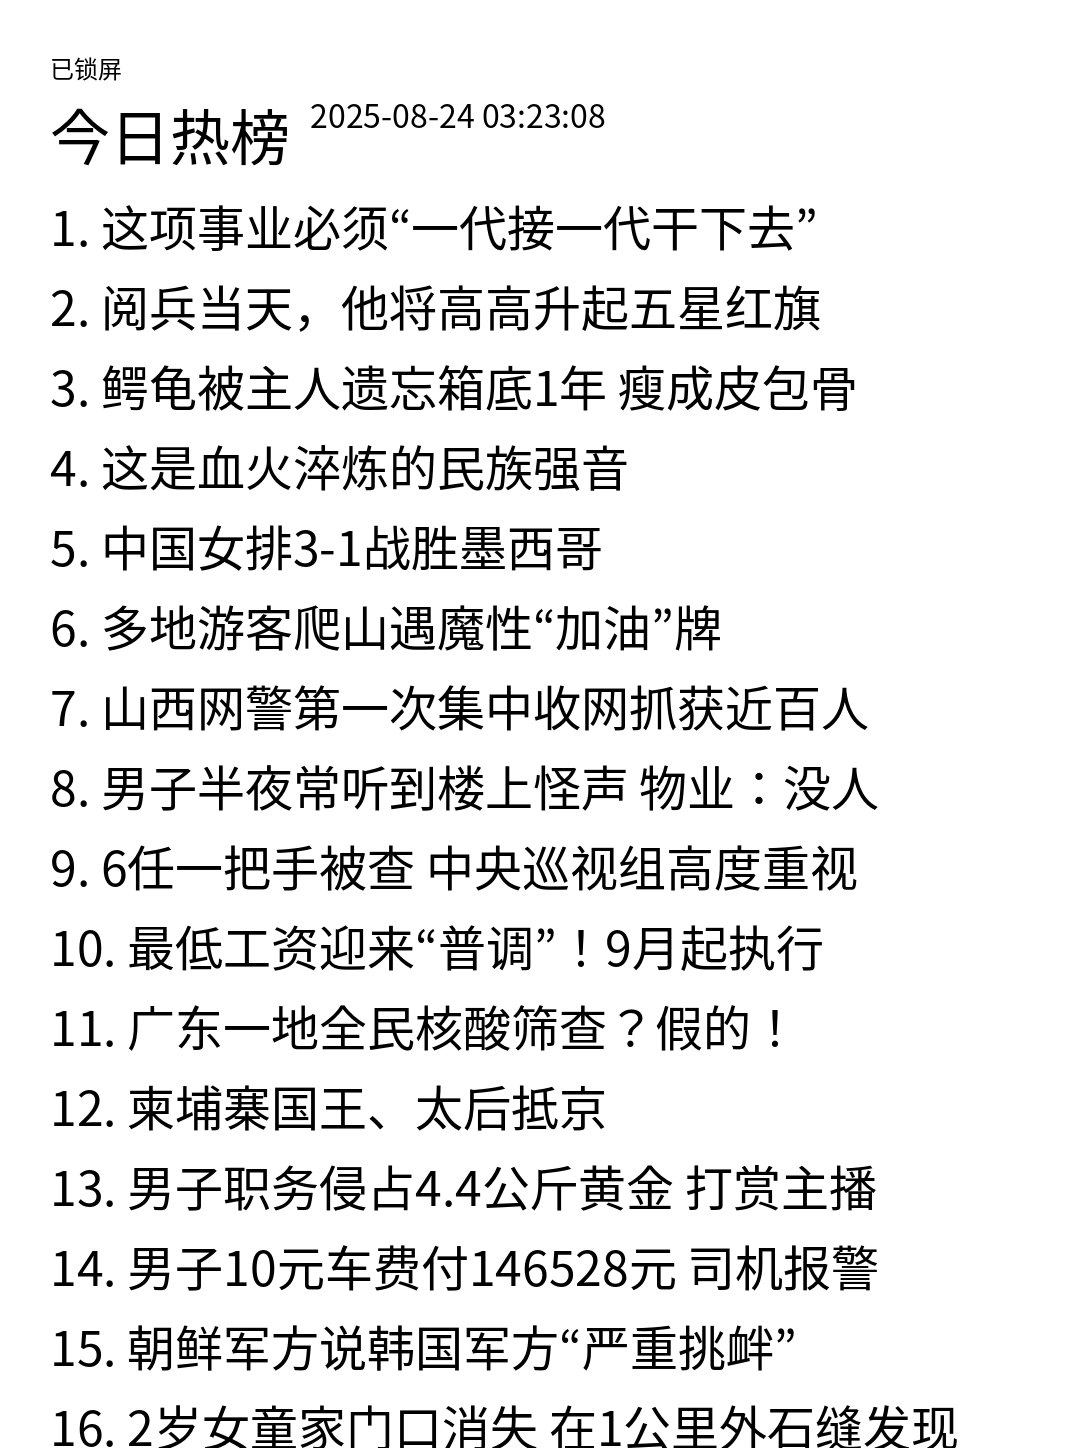 已锁屏
今日热榜 2025-08-24 03:23:08
1. 这项事业必须“一代接一代干下去”
2. 阅兵当天，他将高高升起五星红旗
3. 鳄龟被主人遗忘箱底1年 瘦成皮包骨
4. 这是血火淬炼的民族强音
5. 中国女排3-1战胜墨西哥
6. 多地游客爬山遇魔性“加油”牌
7. 山西网警第一次集中收网抓获近百人
8. 男子半夜常听到楼上怪声 物业：没人
9. 6任一把手被查 中央巡视组高度重视
10. 最低工资迎来“普调”！9月起执行
11. 广东一地全民核酸筛查？假的！
12. 柬埔寨国王、太后抵京
13. 男子职务侵占4.4公斤黄金 打赏主播
14. 男子10元车费付146528元 司机报警
15. 朝鲜军方说韩国军方“严重挑衅”
16. 2岁女童家门口消失 在1公里外石缝发现